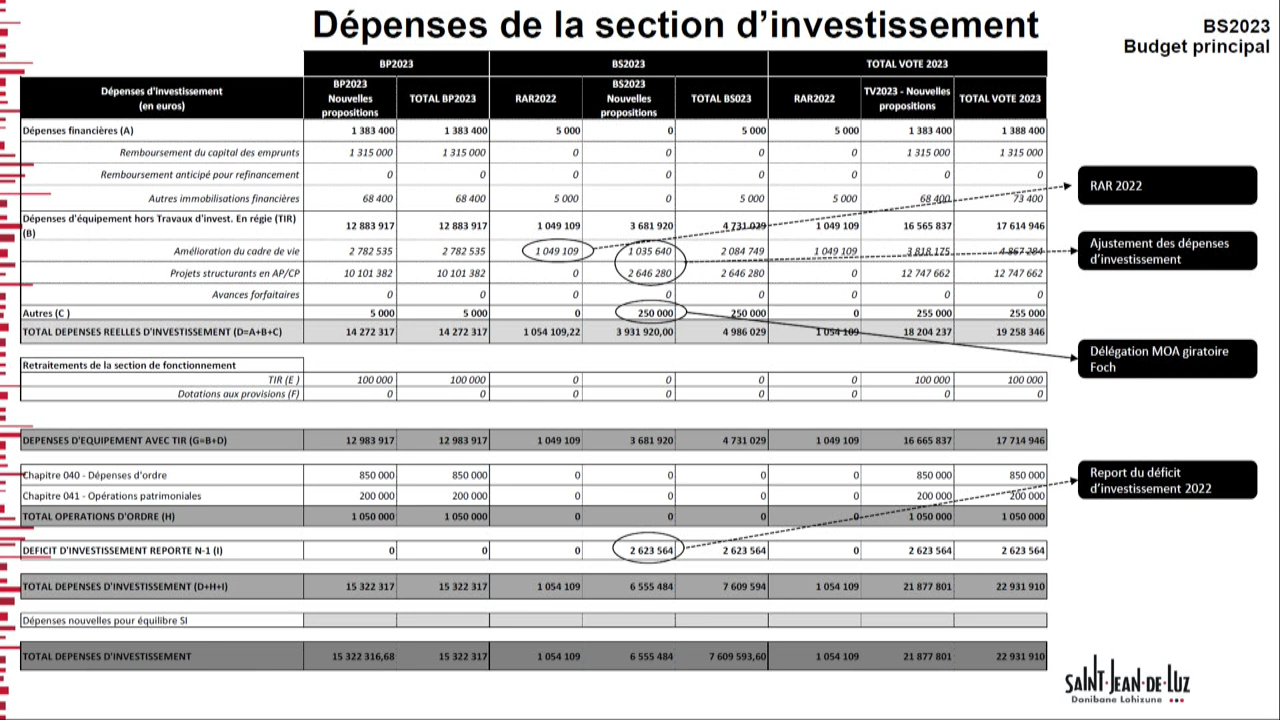 Dépenses de la section d'investissement
BS2023
Budget principal
BP2023 BS2023 TOTAL VOTE 2023
Dépenses d'investissement (en euros) BP2023 Nouvelles propositions TOTAL BP2023 RAR2022 BS2023 Nouvelles propositions TOTAL BS023 RAR2022 TV2023 - Nouvelles propositions TOTAL VOTE 2023
Dépenses financières (A) 1 383 400 1 383 400 5 000 0 5 000 5 000 1 383 400 1 388 400
Remboursement du capital des emprunts 1 315 000 1 315 000 0 0 0 0 1 315 000 1 315 000
Remboursement anticipé pour refinancement 0 0 0 0 0 0 0 0
Autres immobilisations financières 68 400 68 400 5 000 0 5 000 5 000 68 400 73 400
RAR 2022
Dépenses d'équipement hors Travaux d'invest. En régie (TIR) (B) 12 883 917 12 883 917 1 049 109 3 681 920 4 731 029 1 049 109 16 565 837 17 614 946
Amélioration du cadre de vie 2 782 535 2 782 535 1 049 109 1 035 640 2 084 749 1 049 109 3 818 175 4 867 284
Ajustement des dépenses
d'investissement
Projets structurants en AP/CP 10 101 382 10 101 382 0 2 646 280 2 646 280 0 12 747 662 12 747 662
Avances forfaitaires 0 0 0 0 0 0 0 0
Autres (C ) 5 000 5 000 0 250 000 250 000 0 255 000 255 000
TOTAL DEPENSES REELLES D'INVESTISSEMENT (D=A+B+C) 14 272 317 14 272 317 1 054 109,22 3 931 920,00 4 986 029 1 054 109 18 204 237 19 258 346
Délégation MOA giratoire
Foch
Retraitements de la section de fonctionnement
TIR (E ) 100 000 100 000 0 0 0 0 100 000 100 000
Dotations aux provisions (F) 0 0 0 0 0 0 0 0
DEPENSES D'EQUIPEMENT AVEC TIR (G=B+D) 12 983 917 12 983 917 1 049 109 3 681 920 4 731 029 1 049 109 16 665 837 17 714 946
Chapitre 040 - Dépenses d'ordre 850 000 850 000 0 0 0 0 850 000 850 000
Report du déficit
d'investissement 2022
Chapitre 041 - Opérations patrimoniales 200 000 200 000 0 0 0 0 200 000 200 000
TOTAL OPERATIONS D'ORDRE (H) 1 050 000 1 050 000 0 0 0 0 1 050 000 1 050 000
DEFICIT D'INVESTISSEMENT REPORTE N-1 (I) 0 0 0 2 623 564 2 623 564 0 2 623 564 2 623 564
TOTAL DEPENSES D'INVESTISSEMENT (D+H+I) 15 322 317 15 322 317 1 054 109 6 555 484 7 609 594 1 054 109 21 877 801 22 931 910
Dépenses nouvelles pour équilibre SI
TOTAL DEPENSES D'INVESTISSEMENT 15 322 316,68 15 322 317 1 054 109 6 555 484 7 609 593,60 1 054 109 21 877 801 22 931 910
SAINT·JEAN·DE·LUZ
Donibane Lohizune